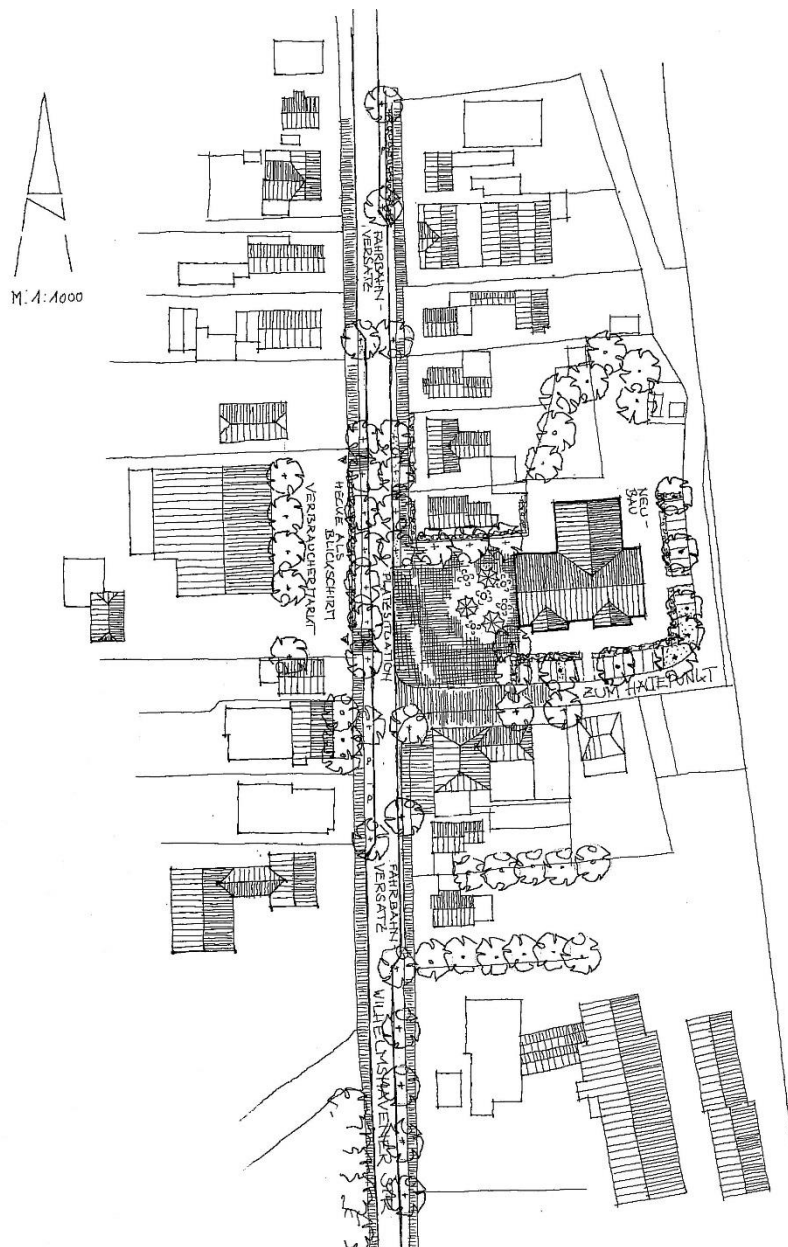 M. 1:1000
FAHRBAHN-
VERSATZ
NEU-
BAU
HECKE ALS
BLICKSCHIRM
VERBRAUCHERMARKT
PLATZSITUATION
ZUM HALTEPUNKT
P
P
FAHRBAHN
VERSATZ
WILHELMSHAVENER STR